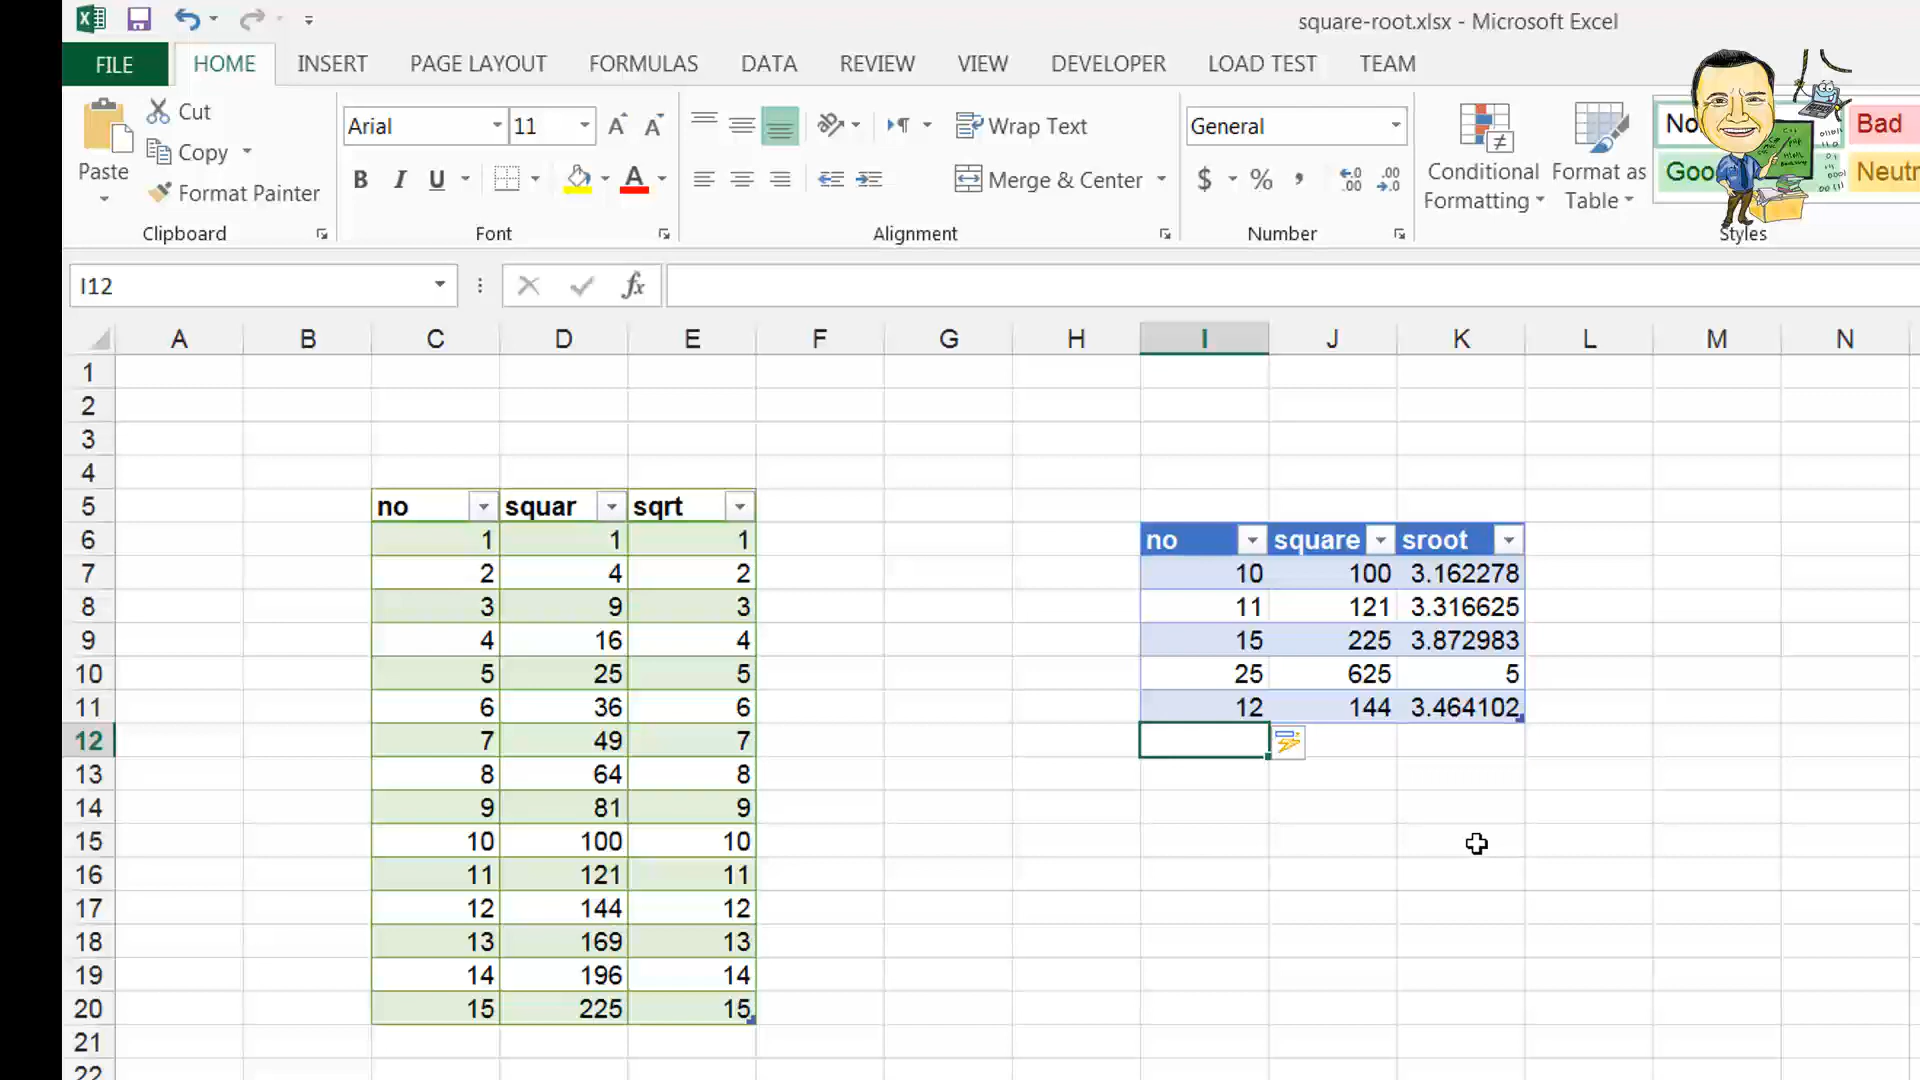 square-root.xlsx - Microsoft Excel
FILE HOME INSERT PAGE LAYOUT FORMULAS DATA REVIEW VIEW DEVELOPER LOAD TEST TEAM
Paste
Cut
Copy
Format Painter
Clipboard
Arial 11
B I U A
Font
Wrap Text
Merge & Center
Alignment
General
$ % ,
Number
Conditional Formatting
Format as Table
No
Bad
Goo
Neutr
Styles
I12
fx
A B C D E F G H I J K L M N
1
2
3
4
5 no squar sqrt
6 1 1 1 no square sroot
7 2 4 2 10 100 3.162278
8 3 9 3 11 121 3.316625
9 4 16 4 15 225 3.872983
10 5 25 5 25 625 5
11 6 36 6 12 144 3.464102
12 7 49 7
13 8 64 8
14 9 81 9
15 10 100 10
16 11 121 11
17 12 144 12
18 13 169 13
19 14 196 14
20 15 225 15
21
22